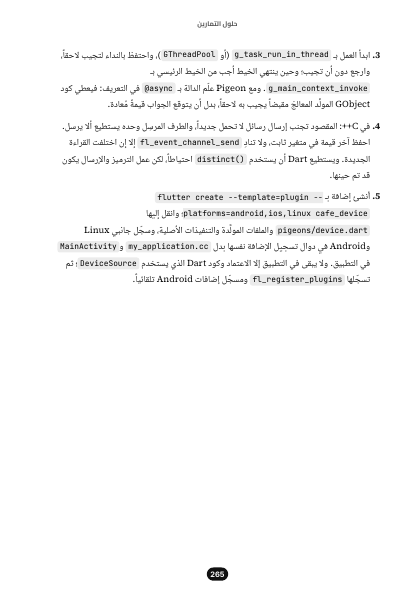 حلول التمارين
3. ابدأ العمل بـ g_task_run_in_thread (أو GThreadPool)، واحتفظ بالنداء لتجيب لاحقاً،
وارجع دون أن تجيب؛ وحين ينتهي الخيط أجب من الخيط الرئيسي بـ
g_main_context_invoke. ومع Pigeon علّم الدالة بـ @async في التعريف: فيعطي كود
GObject المولّد المعالجَ مقبضاً يجيب به لاحقاً، بدل أن يتوقع الجواب قيمةً مُعادة.
4. في C++: المقصود تجنب إرسال رسائل لا تحمل جديداً، والطرف المرسِل وحده يستطيع ألا يرسل.
احفظ آخر قيمة في متغير ثابت، ولا تنادِ fl_event_channel_send إلا إن اختلفت القراءة
الجديدة. ويستطيع Dart أن يستخدم distinct() احتياطاً، لكن عمل الترميز والإرسال يكون
قد تم حينها.
5. أنشئ إضافة بـ flutter create --template=plugin --
platforms=android,ios,linux cafe_device؛ وانقل إليها
pigeons/device.dart والملفات المولّدة والتنفيذات الأصلية، وسجّل جانبي Linux
وAndroid في دوال تسجيل الإضافة نفسها بدل my_application.cc و MainActivity
في التطبيق. ولا يبقى في التطبيق إلا الاعتماد وكود Dart الذي يستخدم DeviceSource؛ ثم
تسجّلها fl_register_plugins ومسجّل إضافات Android تلقائياً.
265